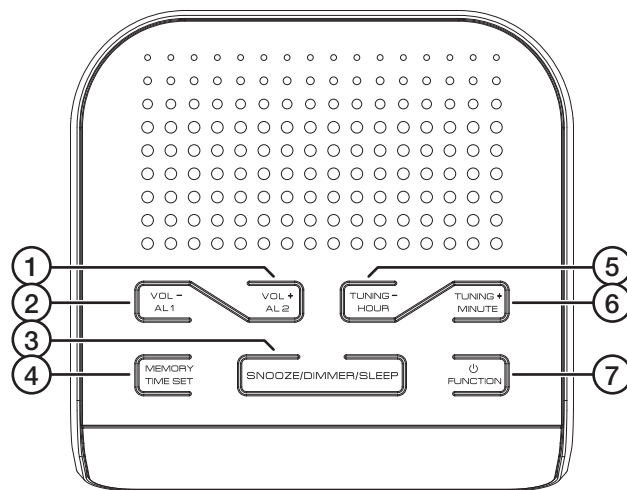 1
5
VOL –
AL 1
VOL +
AL 2
TUNING –
HOUR
TUNING +
MINUTE
2
6
3
4
MEMORY
TIME SET
SNOOZE/DIMMER/SLEEP
FUNCTION
7